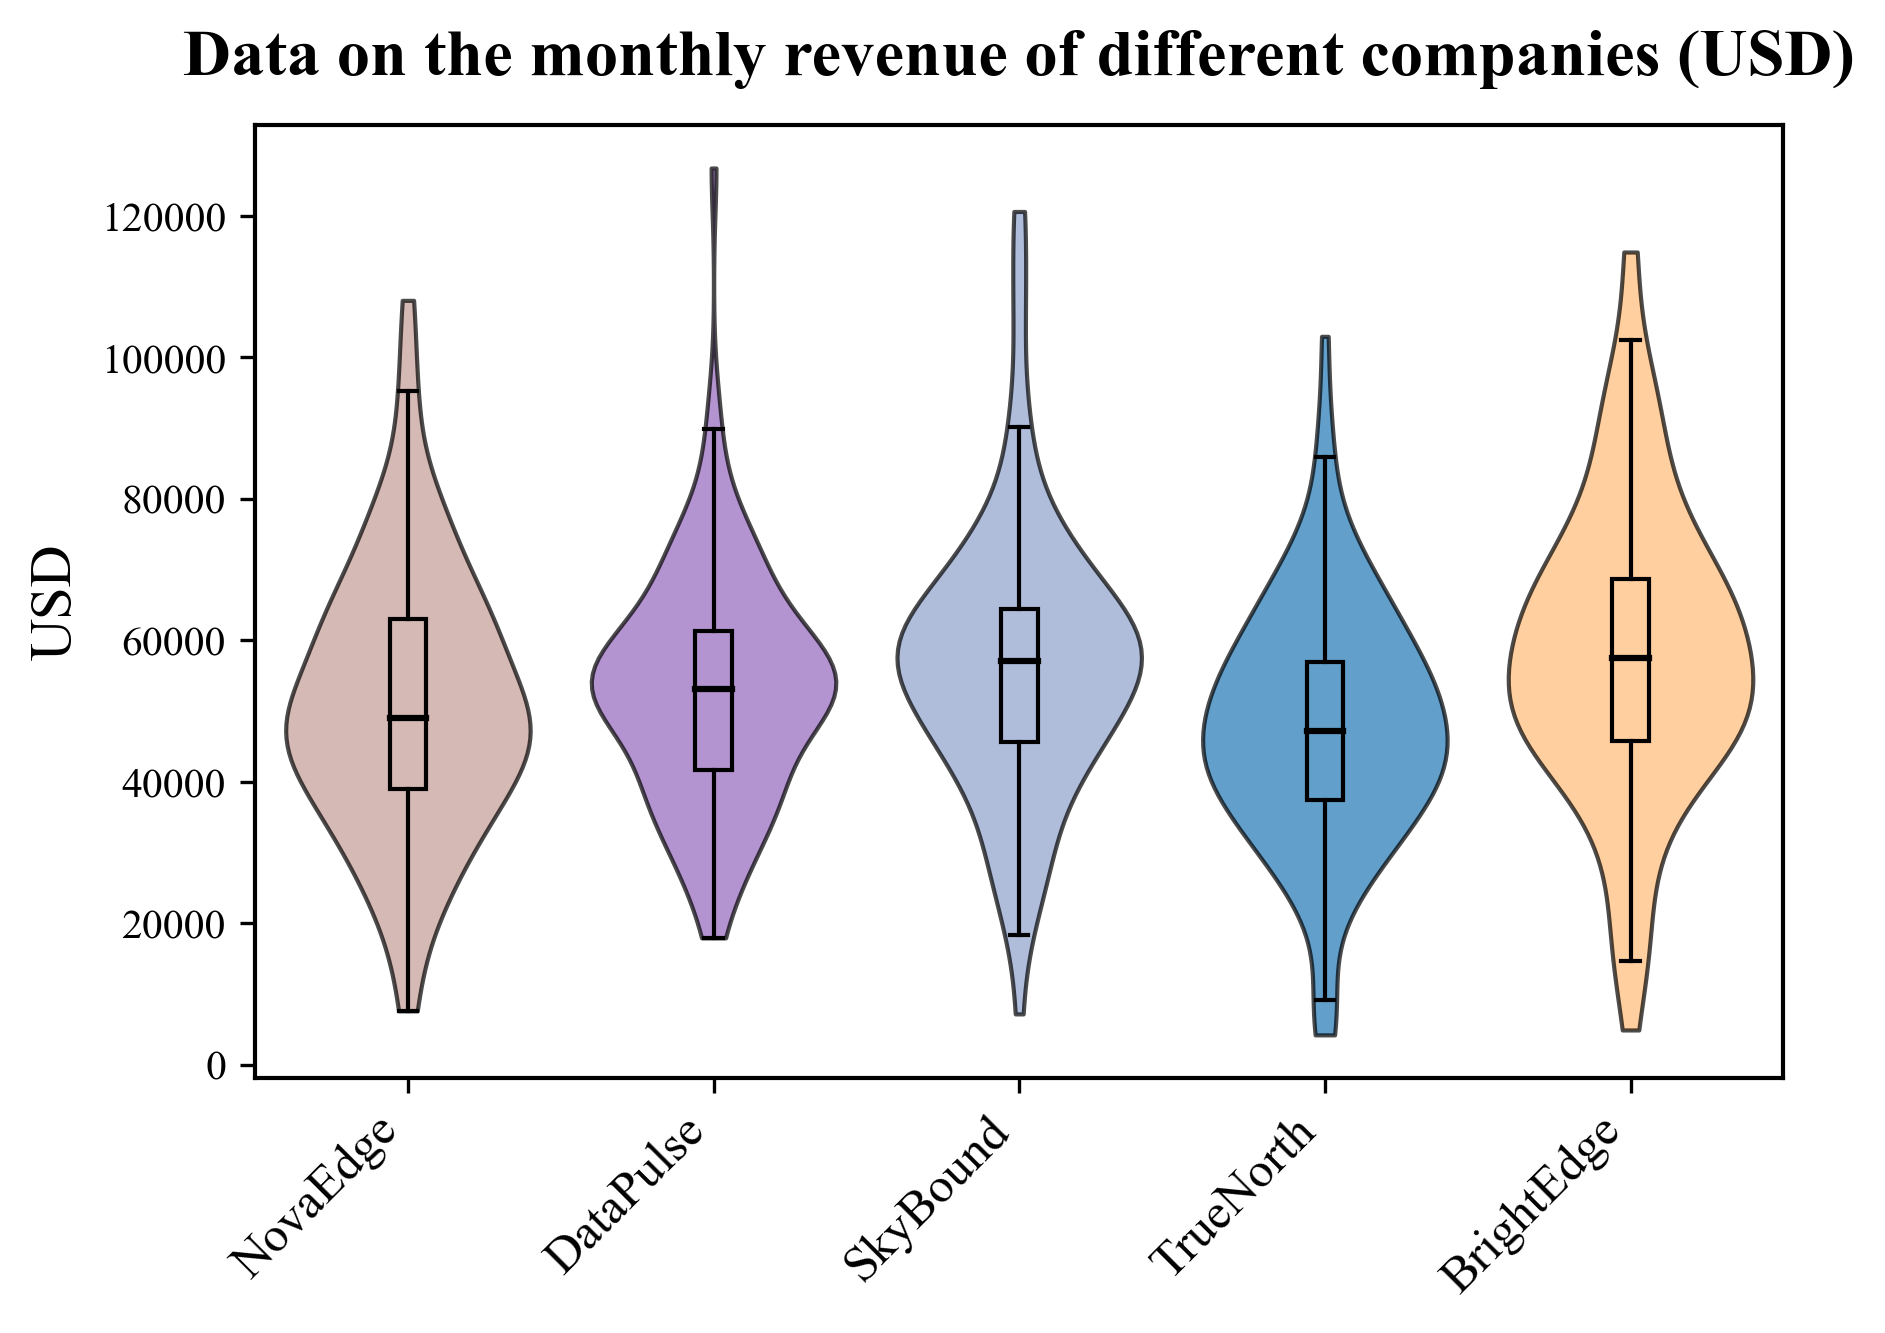 Data on the monthly revenue of different companies (USD)
USD
120000
100000
80000
60000
40000
20000
0
NovaEdge
DataPulse
SkyBound
TrueNorth
BrightEdge